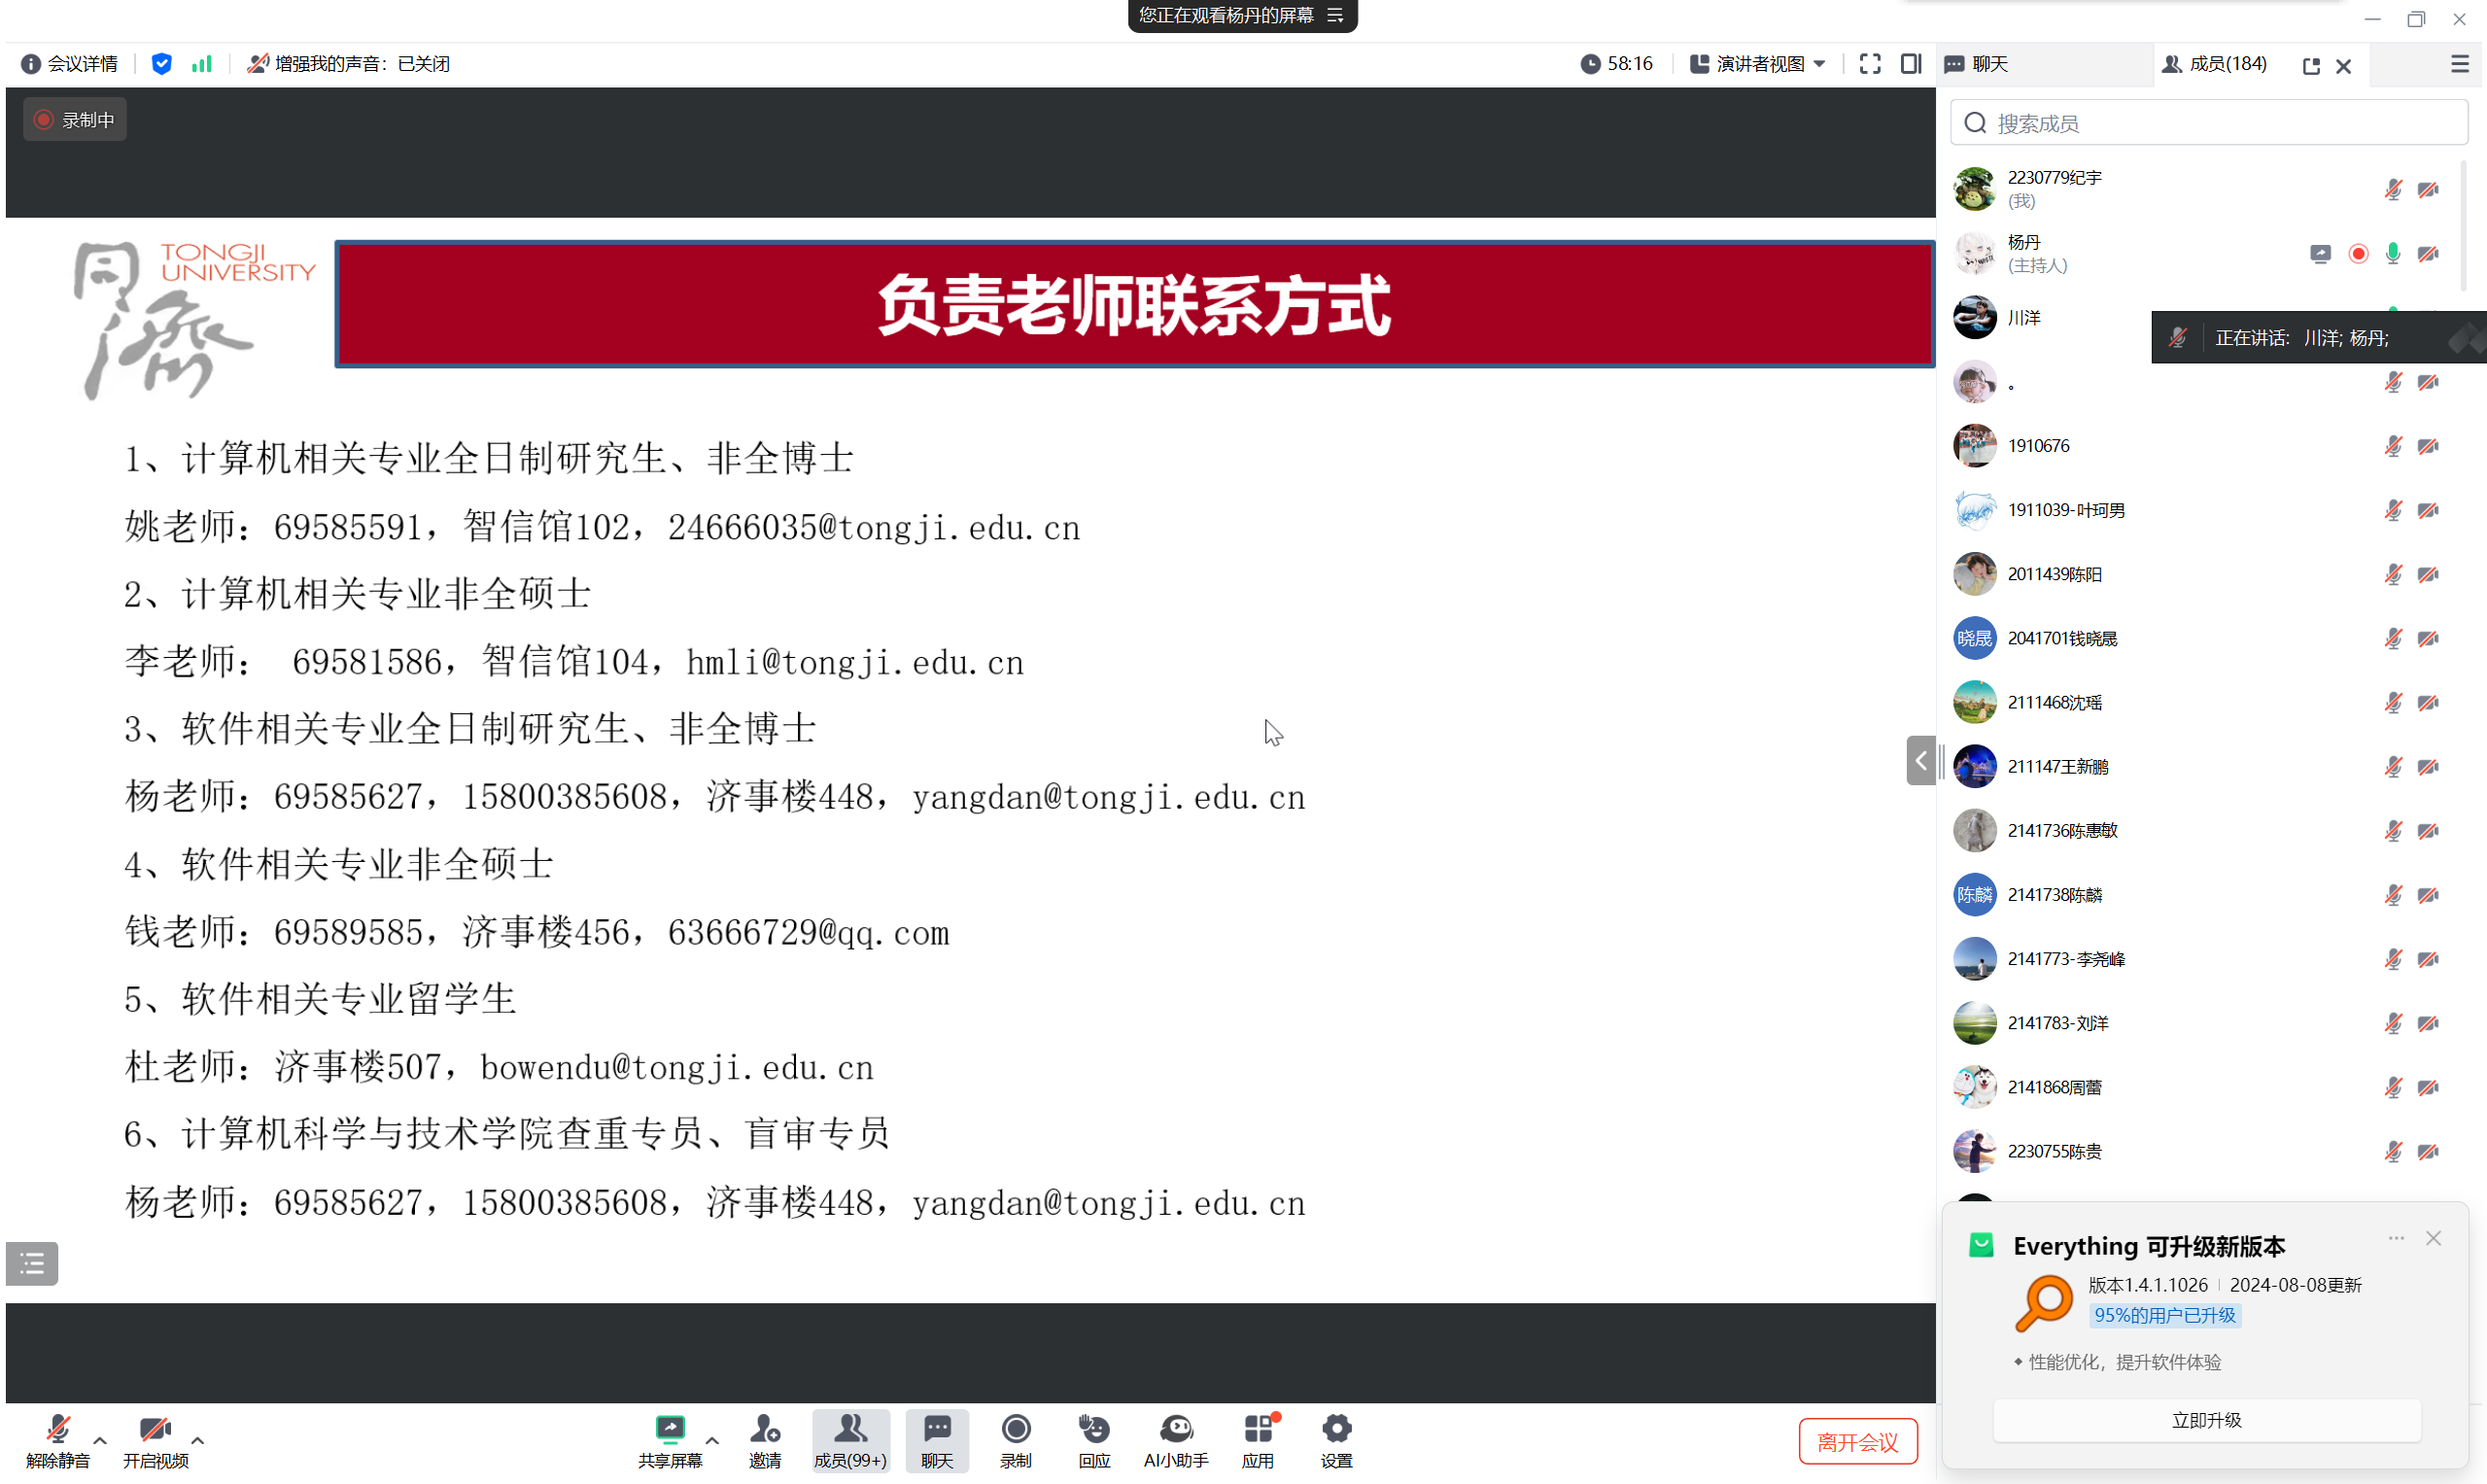 您正在观看杨丹的屏幕
会议详情
增强我的声音：已关闭
58:16
演讲者视图
聊天
成员(184)
录制中
搜索成员
同济
TONGJI
UNIVERSITY
负责老师联系方式
1、计算机相关专业全日制研究生、非全博士
姚老师：69585591，智信馆102，24666035@tongji.edu.cn
2、计算机相关专业非全硕士
李老师： 69581586，智信馆104，hmli@tongji.edu.cn
3、软件相关专业全日制研究生、非全博士
杨老师：69585627，15800385608，济事楼448，yangdan@tongji.edu.cn
4、软件相关专业非全硕士
钱老师：69589585，济事楼456，63666729@qq.com
5、软件相关专业留学生
杜老师：济事楼507，bowendu@tongji.edu.cn
6、计算机科学与技术学院查重专员、盲审专员
杨老师：69585627，15800385608，济事楼448，yangdan@tongji.edu.cn
2230779纪宇
(我)
杨丹
(主持人)
川洋
正在讲话： 川洋; 杨丹;
。
1910676
1911039-叶珂男
2011439陈阳
晓晟
2041701钱晓晟
2111468沈瑶
211147王新鹏
2141736陈惠敏
陈麟
2141738陈麟
2141773-李尧峰
2141783-刘洋
2141868周蕾
2230755陈贵
Everything 可升级新版本
版本1.4.1.1026
2024-08-08更新
95%的用户已升级
性能优化，提升软件体验
立即升级
解除静音
开启视频
共享屏幕
邀请
成员(99+)
聊天
录制
回应
AI小助手
应用
设置
离开会议